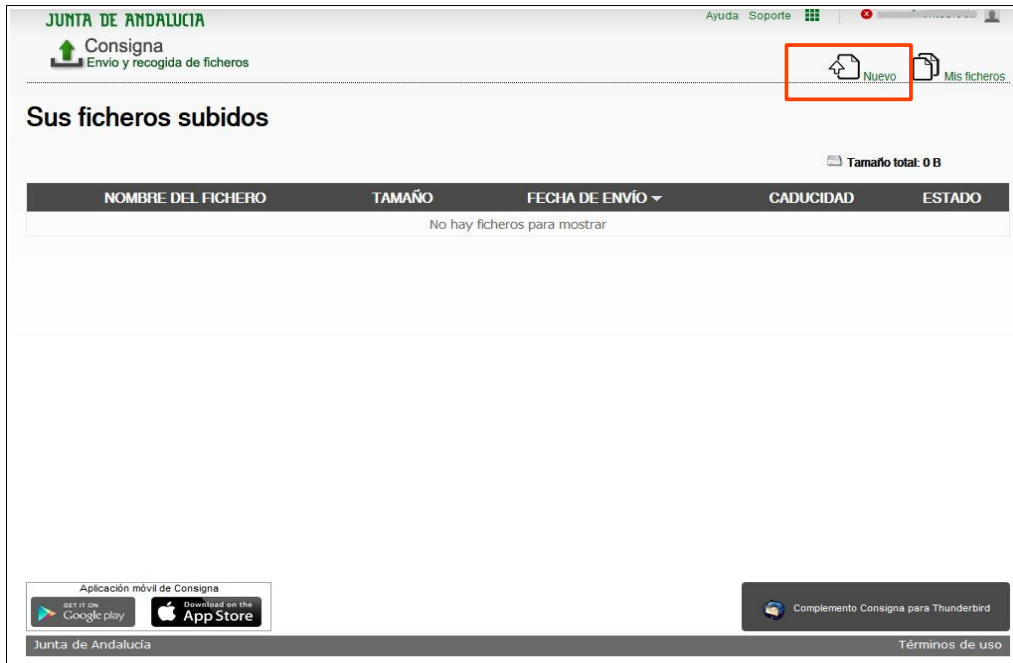 JUNTA DE ANDALUCIA
Ayuda Soporte
Consigna
Envio y recogida de ficheros
Nuevo Mis ficheros
Sus ficheros subidos
Tamaño total: 0 B
NOMBRE DEL FICHERO TAMAÑO FECHA DE ENVÍO CADUCIDAD ESTADO
No hay ficheros para mostrar
Aplicación móvil de Consigna
GET IT ON Google play
Download on the App Store
Complemento Consigna para Thunderbird
Junta de Andalucía Términos de uso